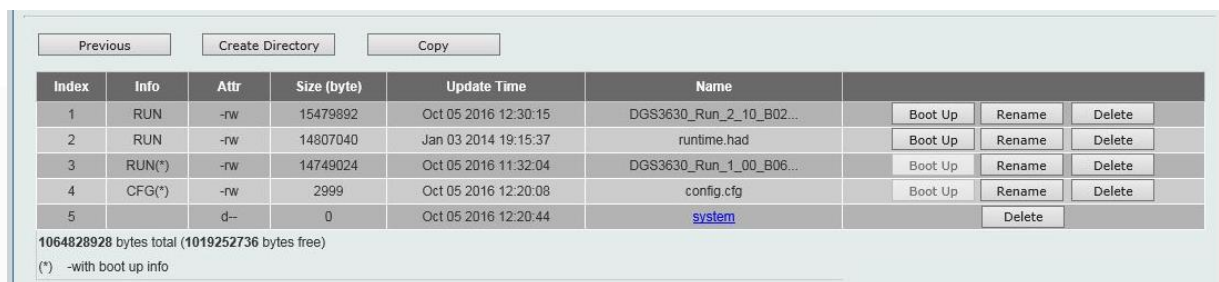 Previous Create Directory Copy
Index Info Attr Size (byte) Update Time Name
1 RUN -rw 15479892 Oct 05 2016 12:30:15 DGS3630_Run_2_10_B02... Boot Up Rename Delete
2 RUN -rw 14807040 Jan 03 2014 19:15:37 runtime.had Boot Up Rename Delete
3 RUN(*) -rw 14749024 Oct 05 2016 11:32:04 DGS3630_Run_1_00_B06... Boot Up Rename Delete
4 CFG(*) -rw 2999 Oct 05 2016 12:20:08 config.cfg Boot Up Rename Delete
5 d-- 0 Oct 05 2016 12:20:44 system Delete
1064828928 bytes total (1019252736 bytes free)
(*) -with boot up info